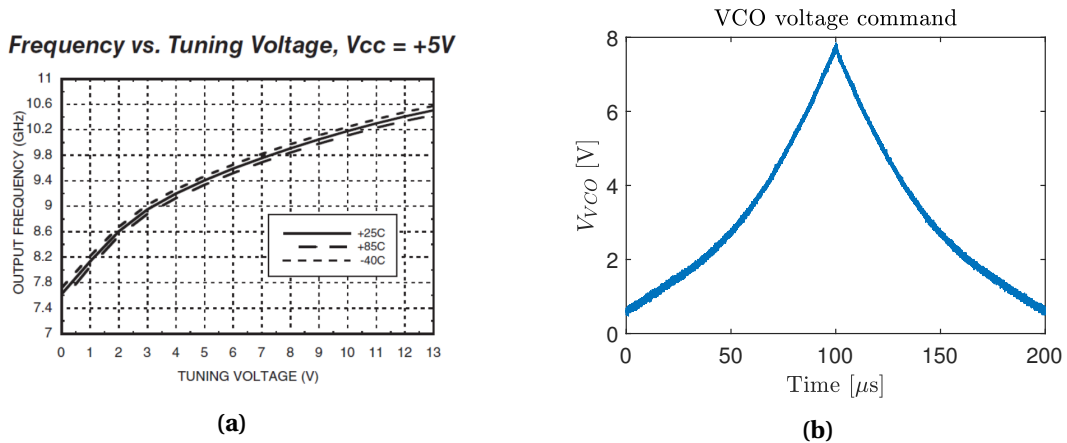 Frequency vs. Tuning Voltage, Vcc = +5V
OUTPUT FREQUENCY (GHz)
11
10.6
10.2
9.8
9.4
9
8.6
8.2
7.8
7.4
7
+25C
+85C
-40C
0 1 2 3 4 5 6 7 8 9 10 11 12 13
TUNING VOLTAGE (V)
(a)
VCO voltage command
V_{VCO} [V]
8
6
4
2
0
0 50 100 150 200
Time [μs]
(b)